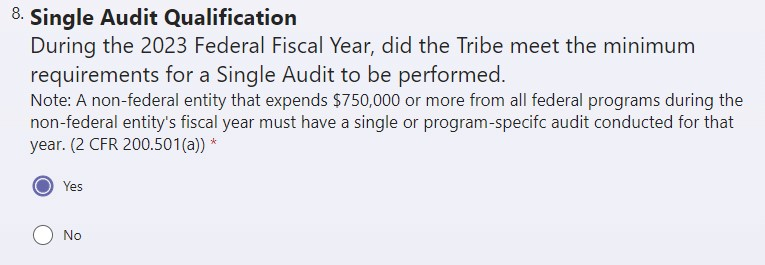 8. Single Audit Qualification
During the 2023 Federal Fiscal Year, did the Tribe meet the minimum
requirements for a Single Audit to be performed.
Note: A non-federal entity that expends $750,000 or more from all federal programs during the
non-federal entity's fiscal year must have a single or program-specifc audit conducted for that
year. (2 CFR 200.501(a)) *
Yes
No